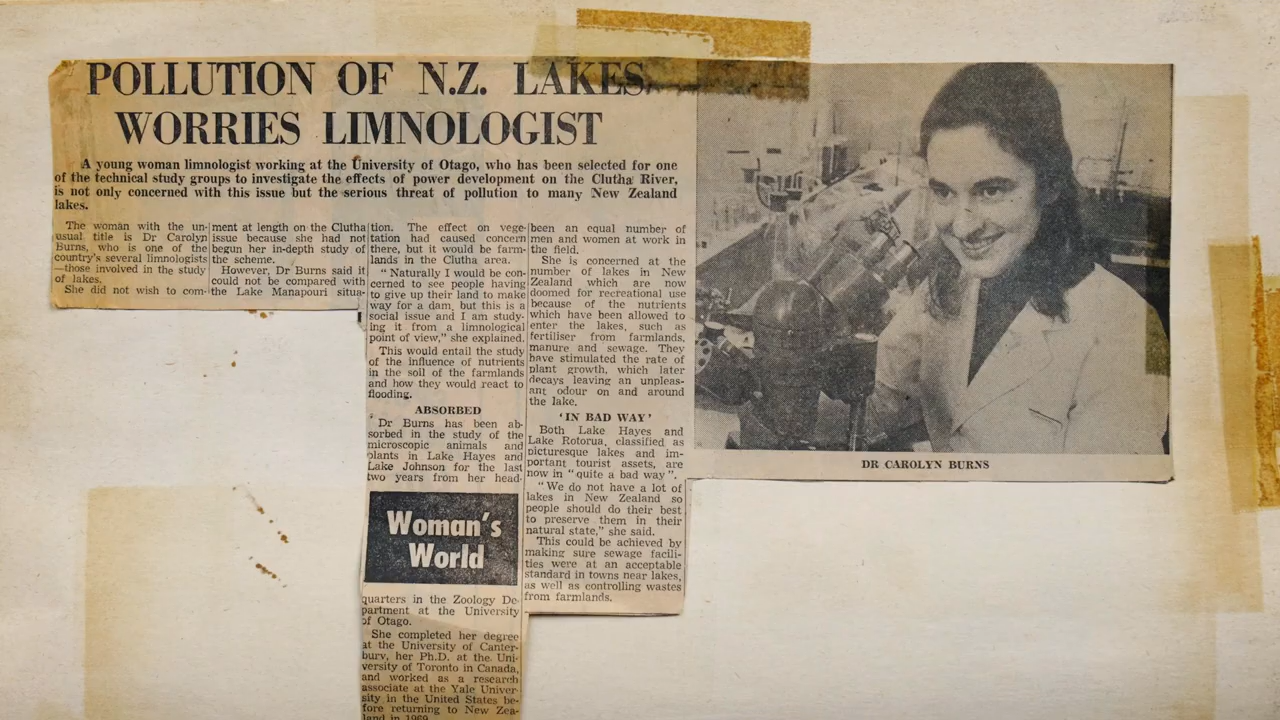 POLLUTION OF N.Z. LAKES
WORRIES LIMNOLOGIST
A young woman limnologist working at the University of Otago, who has been selected for one
of the technical study groups to investigate the effects of power development on the Clutha River,
is not only concerned with this issue but the serious threat of pollution to many New Zealand
lakes.
The woman with the un-
usual title is Dr Carolyn
Burns, who is one of the
country's several limnologists
—those involved in the study
of lakes.
She did not wish to com-
ment at length on the Clutha
issue because she had not
begun her in-depth study of
the scheme.
However, Dr Burns said it
could not be compared with
the Lake Manapouri situa-
tion. The effect on vege-
tation had caused concern
there, but it would be farm-
lands in the Clutha area.
" Naturally I would be con-
cerned to see people having
to give up their land to make
way for a dam, but this is a
social issue and I am study-
ing it from a limnological
point of view," she explained.
This would entail the study
of the influence of nutrients
in the soil of the farmlands
and how they would react to
flooding.
ABSORBED
Dr Burns has been ab-
sorbed in the study of the
microscopic animals and
plants in Lake Hayes and
Lake Johnson for the last
two years from her head-
Woman's
World
quarters in the Zoology De-
partment at the University
of Otago.
She completed her degree
at the University of Canter-
bury, her Ph.D. at the Uni-
versity of Toronto in Canada,
and worked as a research
associate at the Yale Univer-
sity in the United States be-
fore returning to New Zea-
land in 1969.
been an equal number of
men and women at work in
the field.
She is concerned at the
number of lakes in New
Zealand which are now
doomed for recreational use
because of the nutrients
which have been allowed to
enter the lakes, such as
fertiliser from farmlands,
manure and sewage. They
have stimulated the rate of
plant growth, which later
decays leaving an unpleas-
ant odour on and around
the lake.
'IN BAD WAY'
Both Lake Hayes and
Lake Rotorua, classified as
picturesque lakes and im-
portant tourist assets, are
now in " quite a bad way ".
" We do not have a lot of
lakes in New Zealand so
people should do their best
to preserve them in their
natural state," she said.
This could be achieved by
making sure sewage facili-
ties were at an acceptable
standard in towns near lakes,
as well as controlling wastes
from farmlands.
DR CAROLYN BURNS